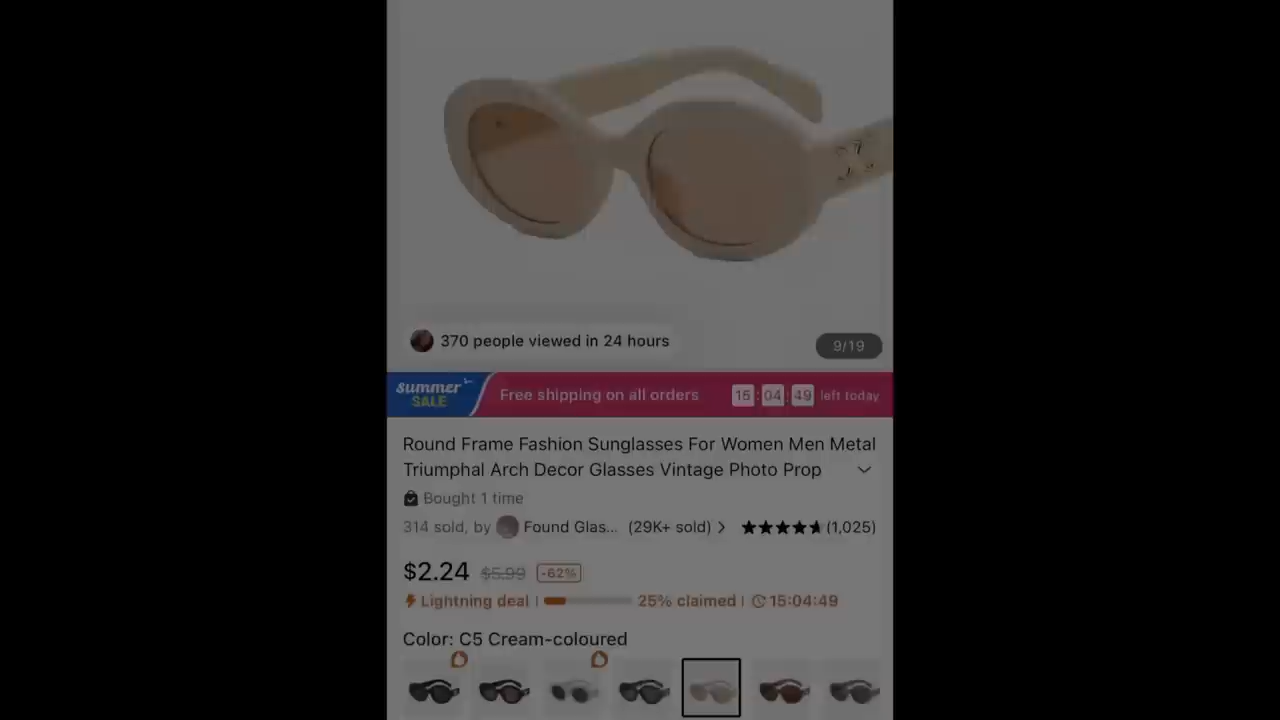 370 people viewed in 24 hours
9/19
summer
SALE
Free shipping on all orders
15 : 04 : 49 left today
Round Frame Fashion Sunglasses For Women Men Metal
Triumphal Arch Decor Glasses Vintage Photo Prop
Bought 1 time
314 sold, by Found Glas... (29K+ sold) (1,025)
$2.24 $5.99 -62%
Lightning deal | 25% claimed | 15:04:49
Color: C5 Cream-coloured